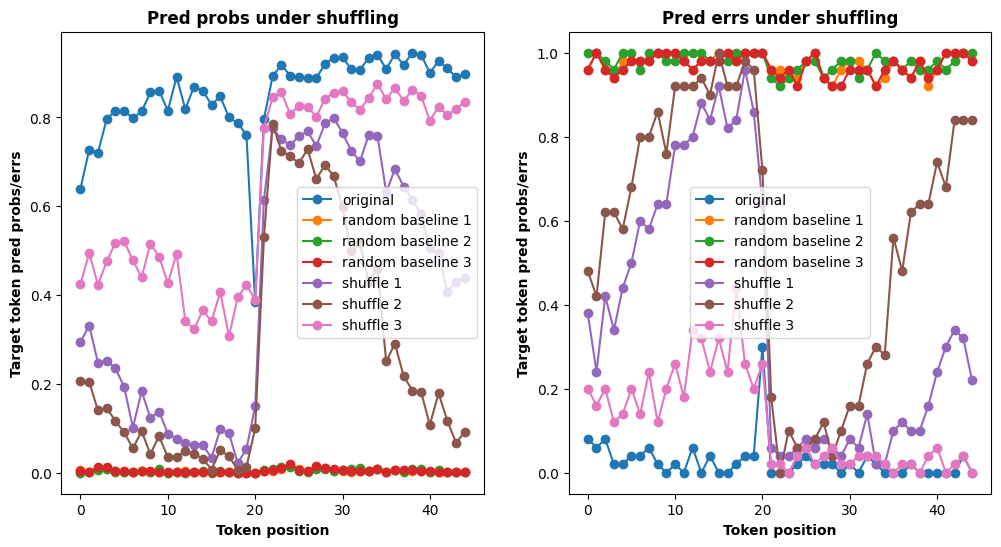 Pred probs under shuffling
Target token pred probs/errs
0.8
0.6
0.4
0.2
0.0
original
random baseline 1
random baseline 2
random baseline 3
shuffle 1
shuffle 2
shuffle 3
0 10 20 30 40
Token position
Pred errs under shuffling
Target token pred probs/errs
1.0
0.8
0.6
0.4
0.2
0.0
original
random baseline 1
random baseline 2
random baseline 3
shuffle 1
shuffle 2
shuffle 3
0 10 20 30 40
Token position